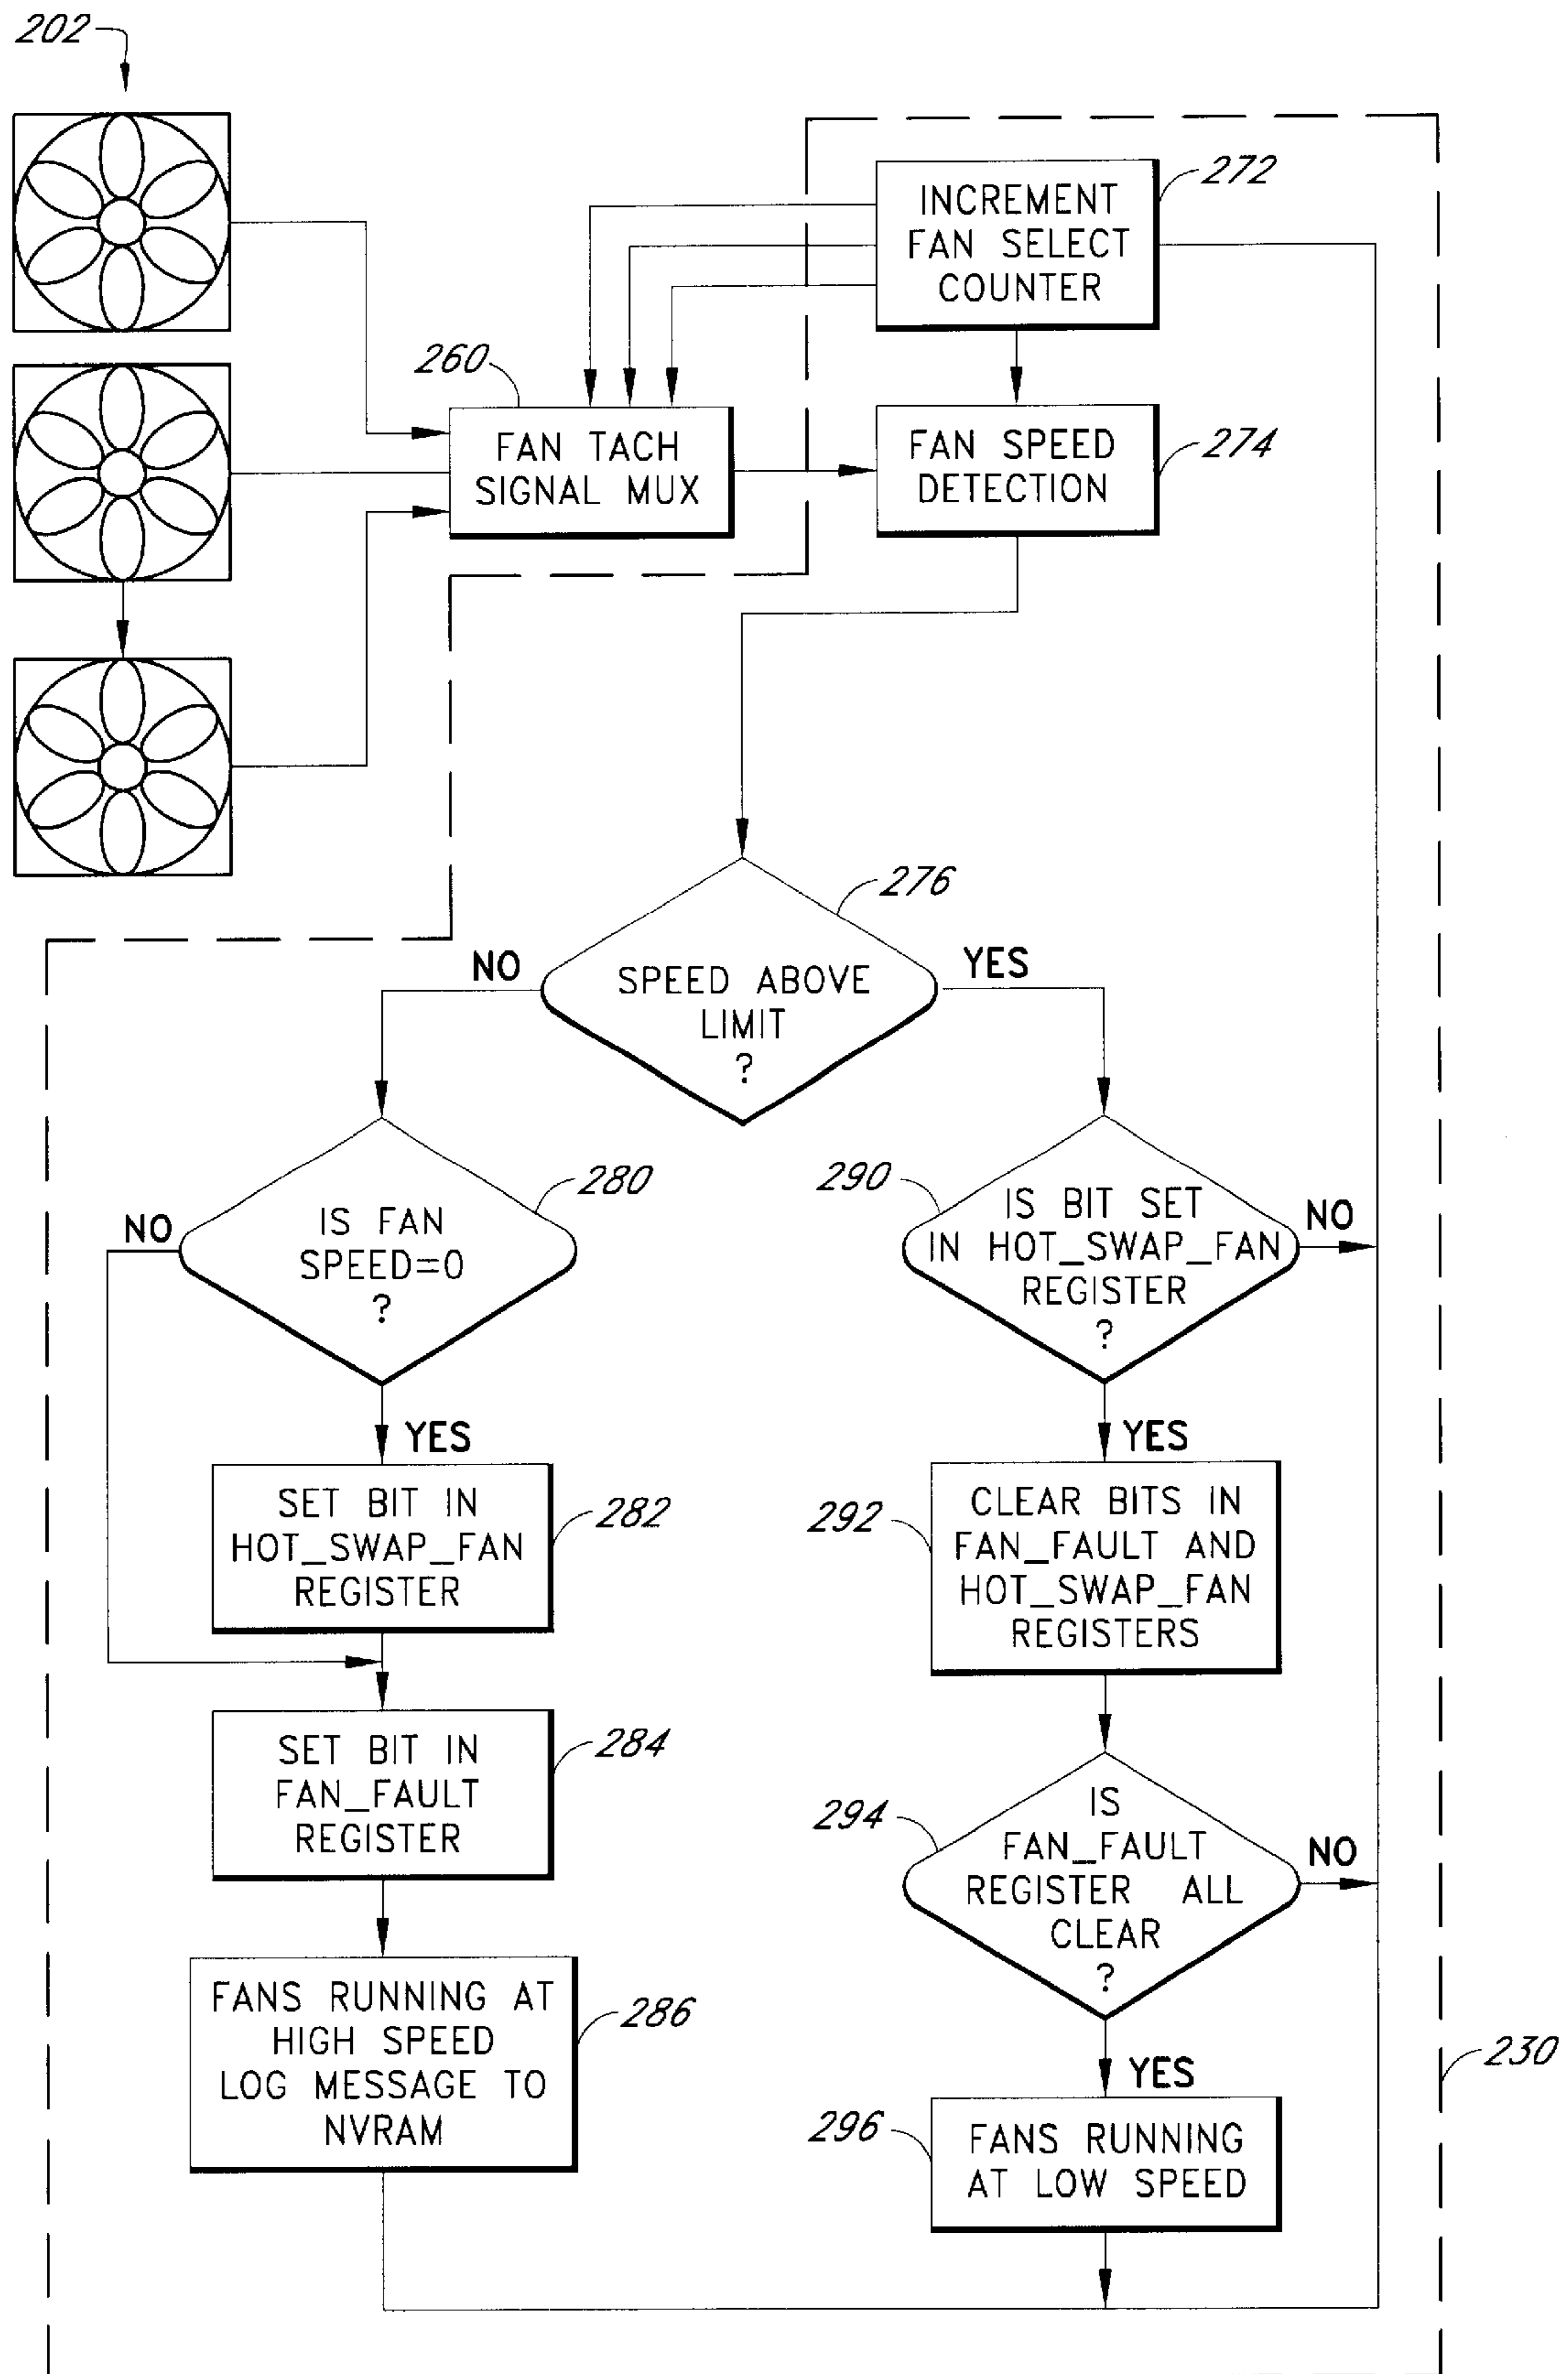 202
INCREMENT
FAN SELECT
COUNTER
272
260
FAN TACH
SIGNAL MUX
FAN SPEED
DETECTION
274
276
NO
YES
SPEED ABOVE
LIMIT
?
280
NO
IS FAN
SPEED=0
?
290
IS BIT SET
IN HOT_SWAP_FAN
REGISTER
?
NO
YES
YES
SET BIT IN
HOT_SWAP_FAN
REGISTER
282
292
CLEAR BITS IN
FAN_FAULT AND
HOT_SWAP_FAN
REGISTERS
SET BIT IN
FAN_FAULT
REGISTER
284
294
IS
FAN_FAULT
REGISTER ALL
CLEAR
?
NO
FANS RUNNING AT
HIGH SPEED
LOG MESSAGE TO
NVRAM
286
YES
230
296
FANS RUNNING
AT LOW SPEED